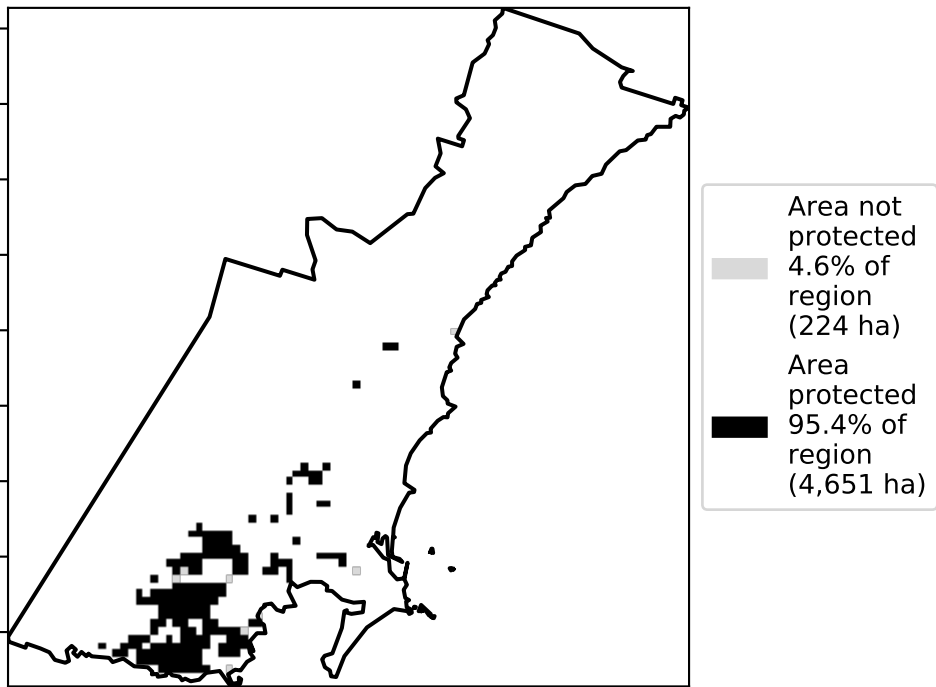 Area not
protected
4.6% of
region
(224 ha)
Area
protected
95.4% of
region
(4,651 ha)